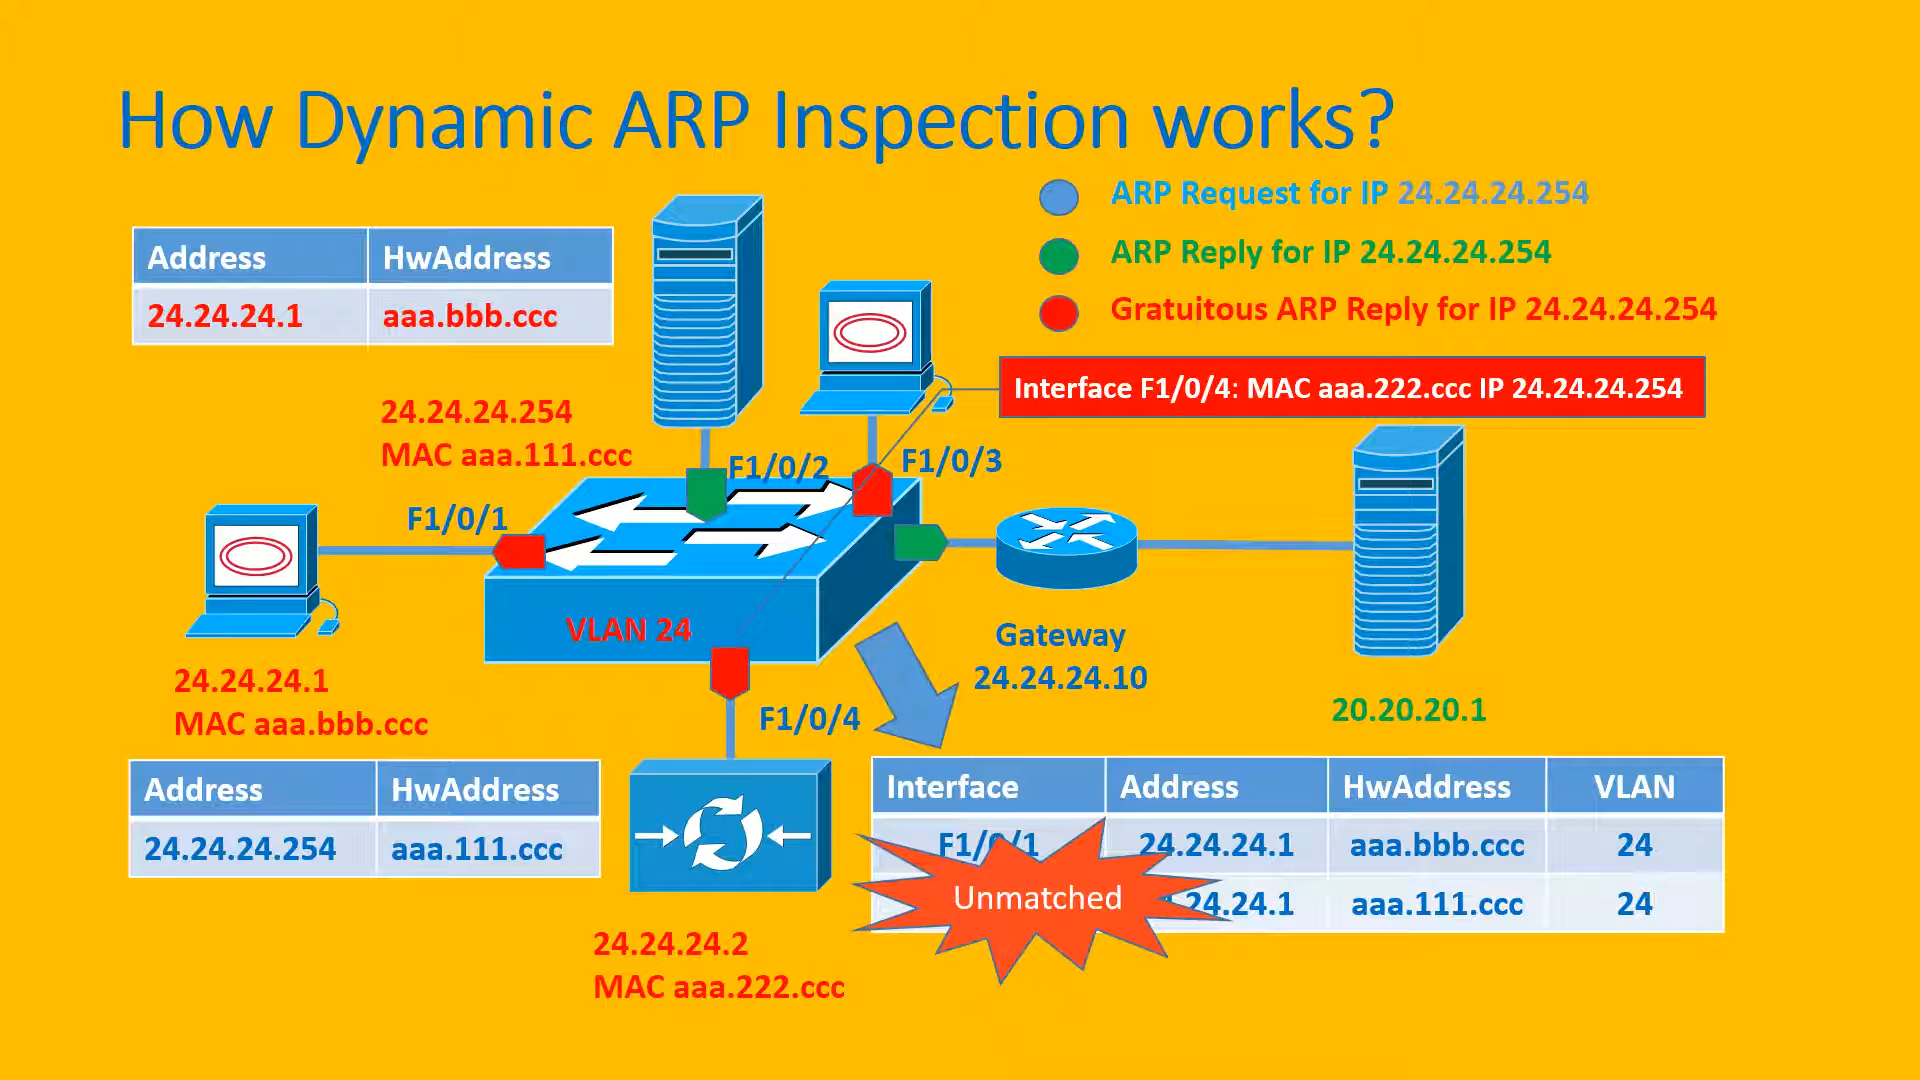 How Dynamic ARP Inspection works?
ARP Request for IP 24.24.24.254
ARP Reply for IP 24.24.24.254
Gratuitous ARP Reply for IP 24.24.24.254
Address HwAddress
24.24.24.1 aaa.bbb.ccc
Interface F1/0/4: MAC aaa.222.ccc IP 24.24.24.254
24.24.24.254
MAC aaa.111.ccc
F1/0/2
F1/0/3
F1/0/1
VLAN 24
Gateway
24.24.24.10
24.24.24.1
MAC aaa.bbb.ccc
F1/0/4
20.20.20.1
Address HwAddress
24.24.24.254 aaa.111.ccc
Interface Address HwAddress VLAN
F1/0/1 24.24.24.1 aaa.bbb.ccc 24
Unmatched
24.24.1 aaa.111.ccc 24
24.24.24.2
MAC aaa.222.ccc